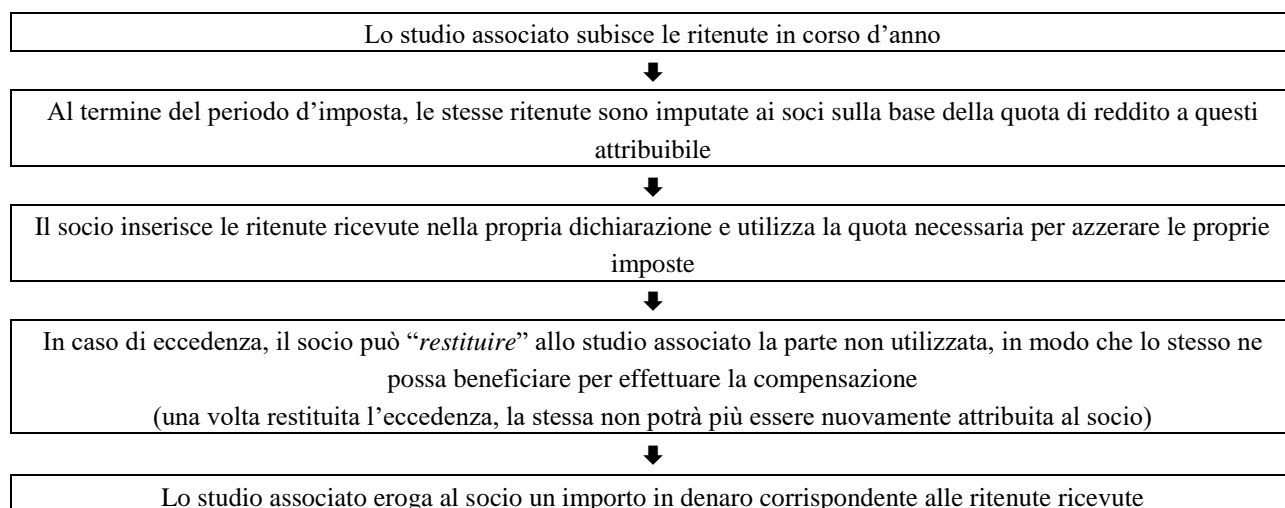 Lo studio associato subisce le ritenute in corso d’anno
Al termine del periodo d’imposta, le stesse ritenute sono imputate ai soci sulla base della quota di reddito a questi
attribuibile
Il socio inserisce le ritenute ricevute nella propria dichiarazione e utilizza la quota necessaria per azzerare le proprie
imposte
In caso di eccedenza, il socio può “restituire” allo studio associato la parte non utilizzata, in modo che lo stesso ne
possa beneficiare per effettuare la compensazione
(una volta restituita l’eccedenza, la stessa non potrà più essere nuovamente attribuita al socio)
Lo studio associato eroga al socio un importo in denaro corrispondente alle ritenute ricevute